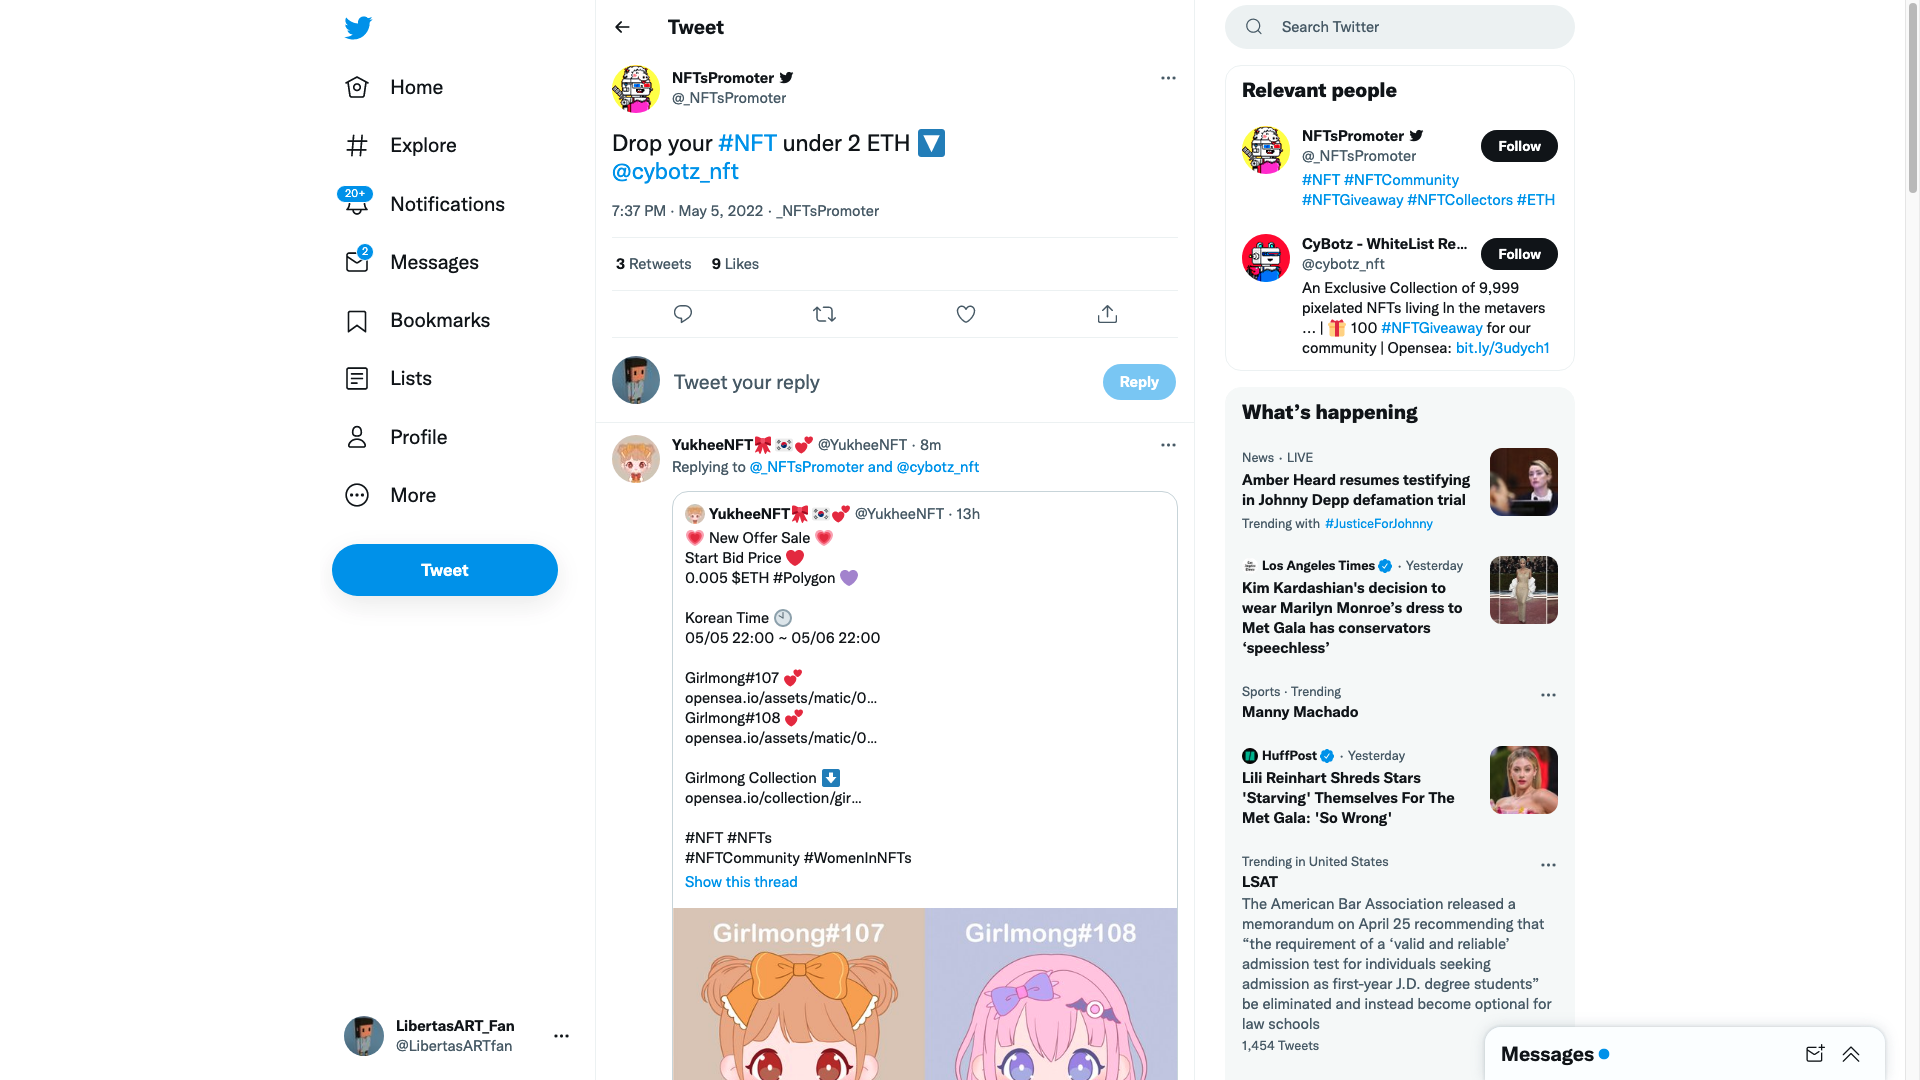 Home
Explore
20+
Notifications
2
Messages
Bookmarks
Lists
Profile
More
Tweet
LibertasART_Fan
@LibertasARTfan
Tweet
NFTsPromoter
@_NFTsPromoter
Drop your #NFT under 2 ETH
@cybotz_nft
7:37 PM · May 5, 2022 · _NFTsPromoter
3 Retweets 9 Likes
Tweet your reply
Reply
YukheeNFT @YukheeNFT · 8m
Replying to @_NFTsPromoter and @cybotz_nft
YukheeNFT @YukheeNFT · 13h
New Offer Sale
Start Bid Price
0.005 $ETH #Polygon
Korean Time
05/05 22:00 ~ 05/06 22:00
Girlmong#107
opensea.io/assets/matic/0…
Girlmong#108
opensea.io/assets/matic/0…
Girlmong Collection
opensea.io/collection/gir…
#NFT #NFTs
#NFTCommunity #WomenInNFTs
Show this thread
Girlmong#107
Girlmong#108
Search Twitter
Relevant people
NFTsPromoter
@_NFTsPromoter
Follow
#NFT #NFTCommunity
#NFTGiveaway #NFTCollectors #ETH
CyBotz - WhiteList Re...
@cybotz_nft
Follow
An Exclusive Collection of 9,999
pixelated NFTs living In the metavers
... | 100 #NFTGiveaway for our
community | Opensea: bit.ly/3udych1
What's happening
News · LIVE
Amber Heard resumes testifying
in Johnny Depp defamation trial
Trending with #JusticeForJohnny
Los Angeles Times · Yesterday
Kim Kardashian's decision to
wear Marilyn Monroe's dress to
Met Gala has conservators
‘speechless’
Sports · Trending
Manny Machado
HuffPost · Yesterday
Lili Reinhart Shreds Stars
'Starving' Themselves For The
Met Gala: 'So Wrong'
Trending in United States
LSAT
The American Bar Association released a
memorandum on April 25 recommending that
“the requirement of a ‘valid and reliable’
admission test for individuals seeking
admission as first-year J.D. degree students”
be eliminated and instead become optional for
law schools
1,454 Tweets
Messages